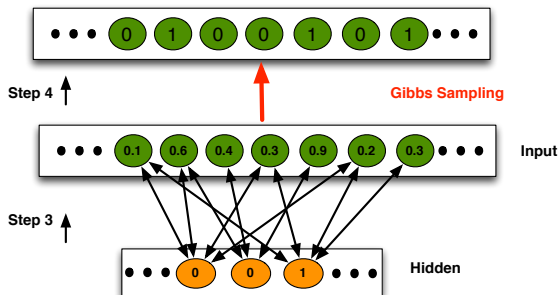 0 1 0 0 1 0 1
Step 4
Gibbs Sampling
0.1 0.6 0.4 0.3 0.9 0.2 0.3
Input
Step 3
Hidden
0 0 1